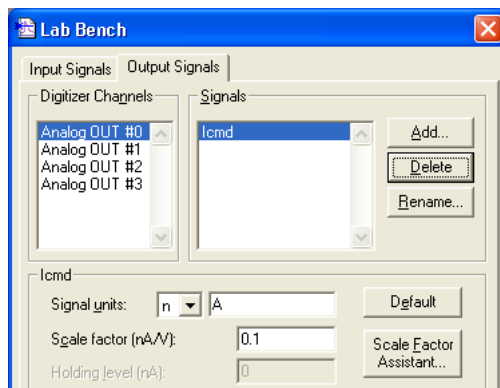 Lab Bench
Input Signals Output Signals
Digitizer Channels
Analog OUT #0
Analog OUT #1
Analog OUT #2
Analog OUT #3
Signals
Icmd
Add...
Delete
Rename...
Icmd
Signal units: n A Default
Scale factor (nA/V): 0.1 Scale Factor Assistant...
Holding level (nA): 0